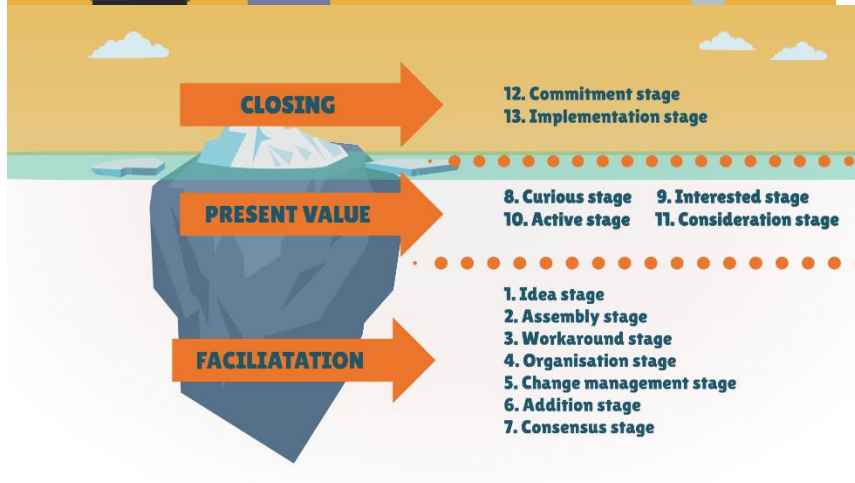 CLOSING
12. Commitment stage
13. Implementation stage
PRESENT VALUE
8. Curious stage 9. Interested stage
10. Active stage 11. Consideration stage
FACILIATATION
1. Idea stage
2. Assembly stage
3. Workaround stage
4. Organisation stage
5. Change management stage
6. Addition stage
7. Consensus stage